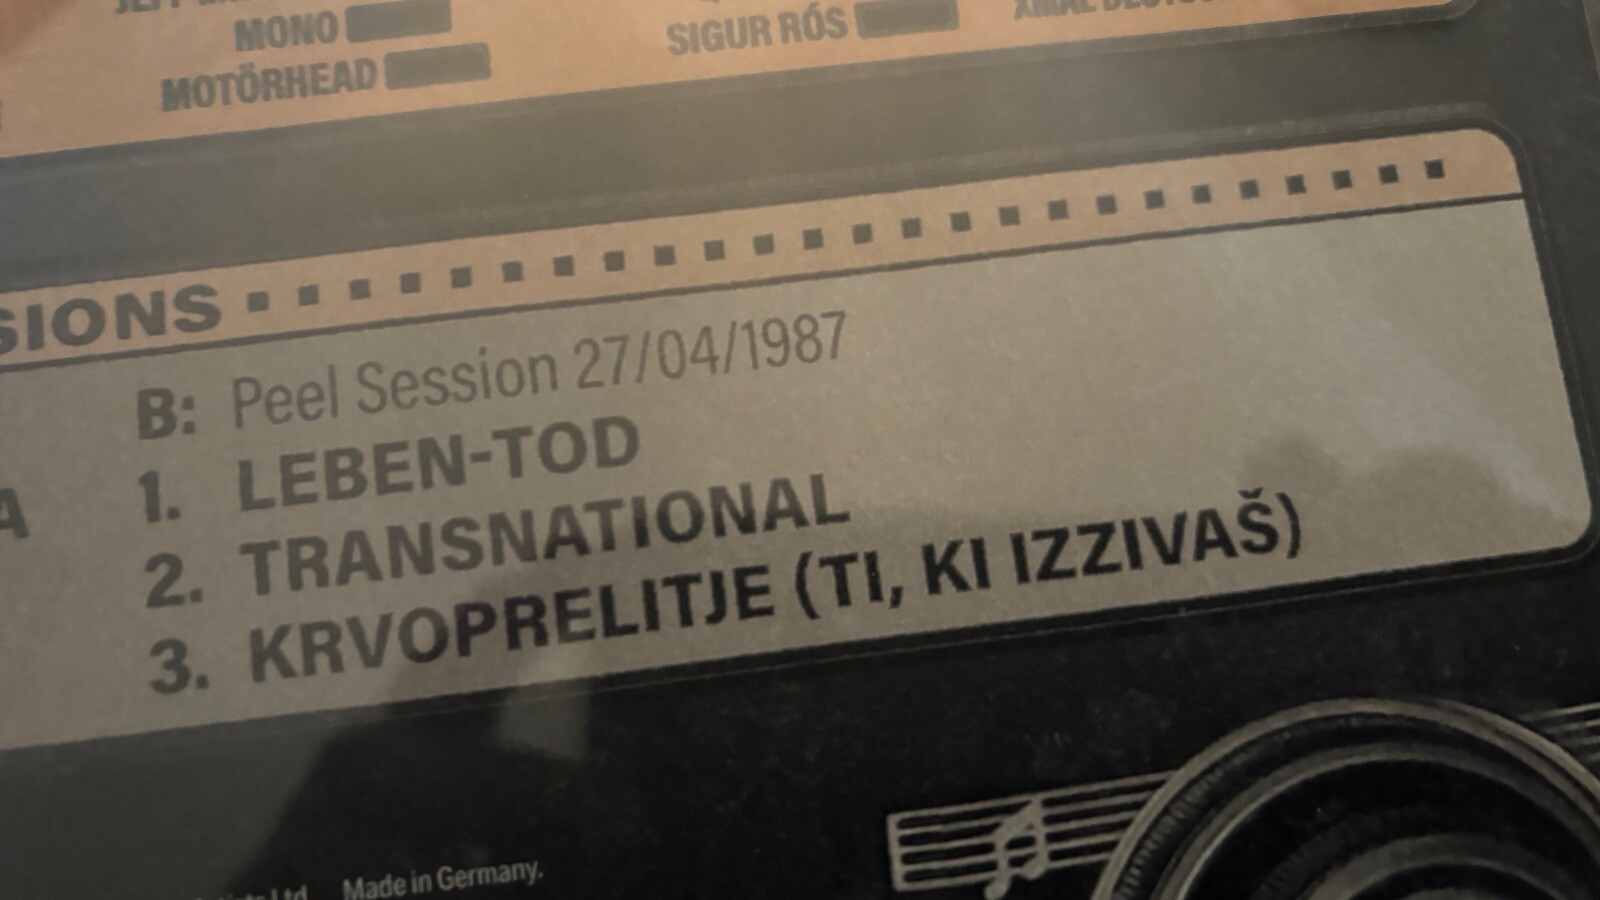 MONO
MOTÖRHEAD
SIGUR RÓS
SIONS
B: Peel Session 27/04/1987
1. LEBEN-TOD
2. TRANSNATIONAL
3. KRVOPRELITJE (TI, KI IZZIVAŠ)
A
Ltd. Made in Germany.